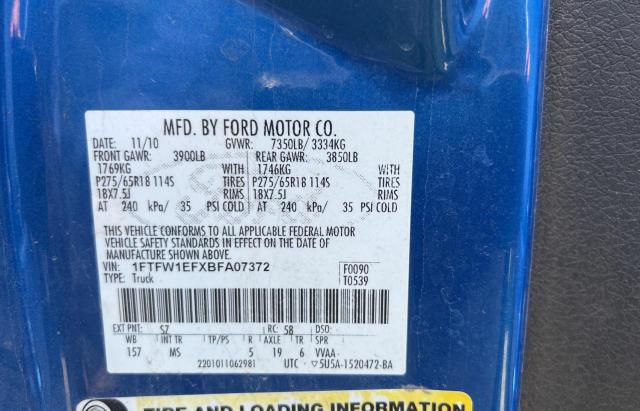 MFD. BY FORD MOTOR CO.
DATE: 11/10 GVWR: 7350LB/ 3334KG
FRONT GAWR: 3900LB REAR GAWR: 3850LB
1769KG WITH 1746KG WITH
P275/65R18 114S TIRES P275/65R18 114S TIRES
18X7.5J RIMS 18X7.5J RIMS
AT 240 kPa/ 35 PSI COLD AT 240 kPa/ 35 PSI COLD
THIS VEHICLE CONFORMS TO ALL APPLICABLE FEDERAL MOTOR
VEHICLE SAFETY STANDARDS IN EFFECT ON THE DATE OF
MANUFACTURE SHOWN ABOVE.
VIN: 1FTFW1EFXBFA07372 F0090
TYPE: Truck T0539
EXT PNT: S7 RC: 58 DSO:
WB INT TR TP/PS R AXLE TR SPR
157 MS 5 19 6 VVAA
2201011062981 UTC ▽5U5A-1520472-BA
TIRE AND LOADING INFORMATION